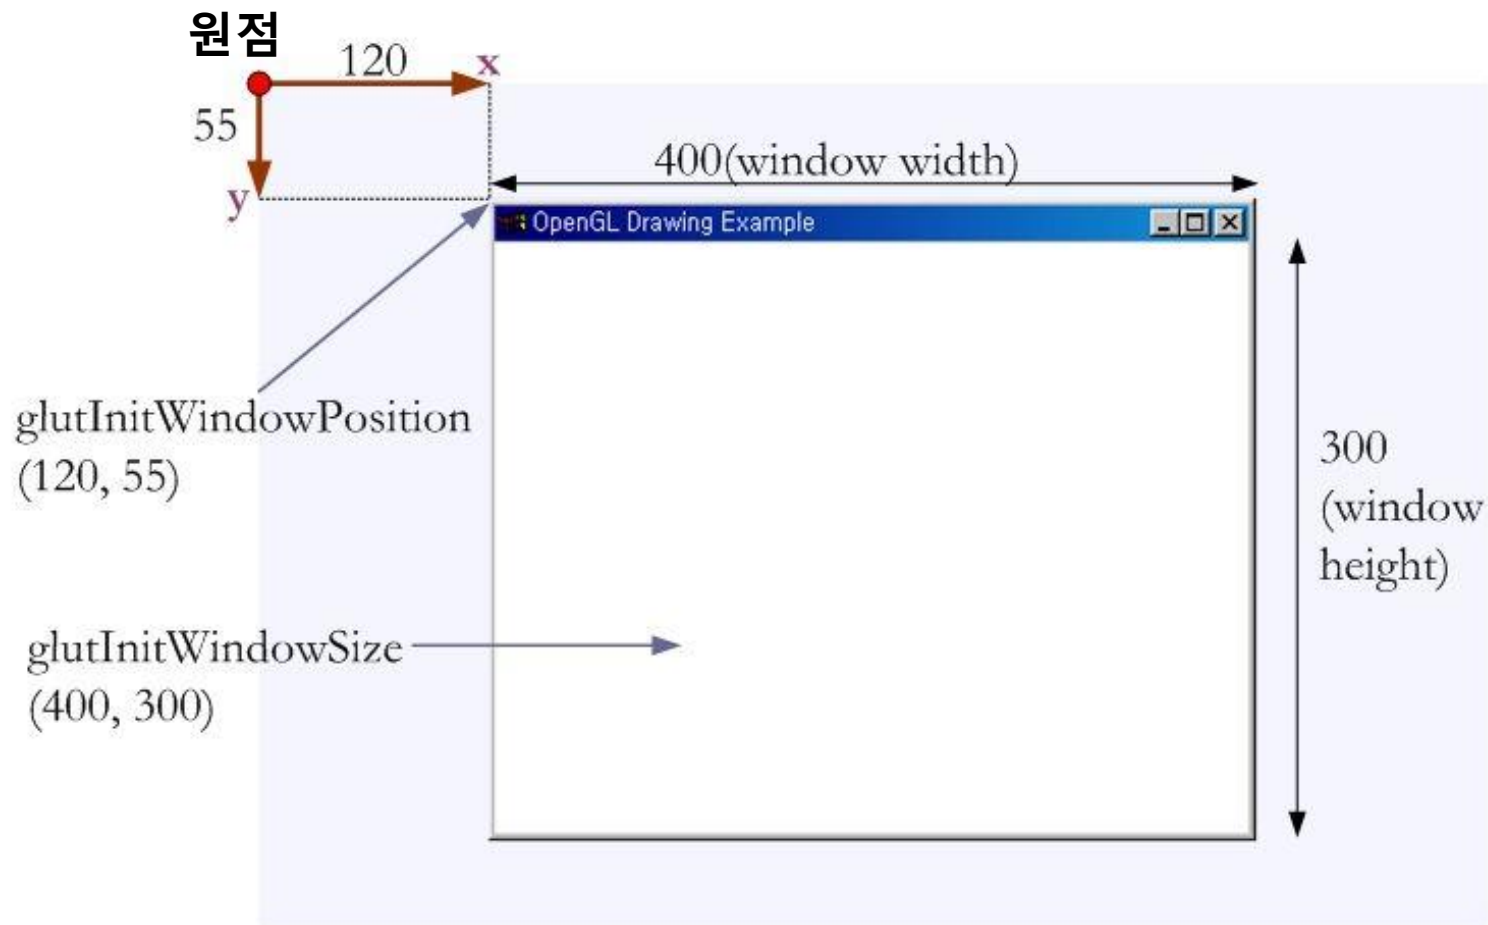 원점
120
x
55
y
400(window width)
OpenGL Drawing Example
glutInitWindowPosition
(120, 55)
300
(window
height)
glutInitWindowSize
(400, 300)